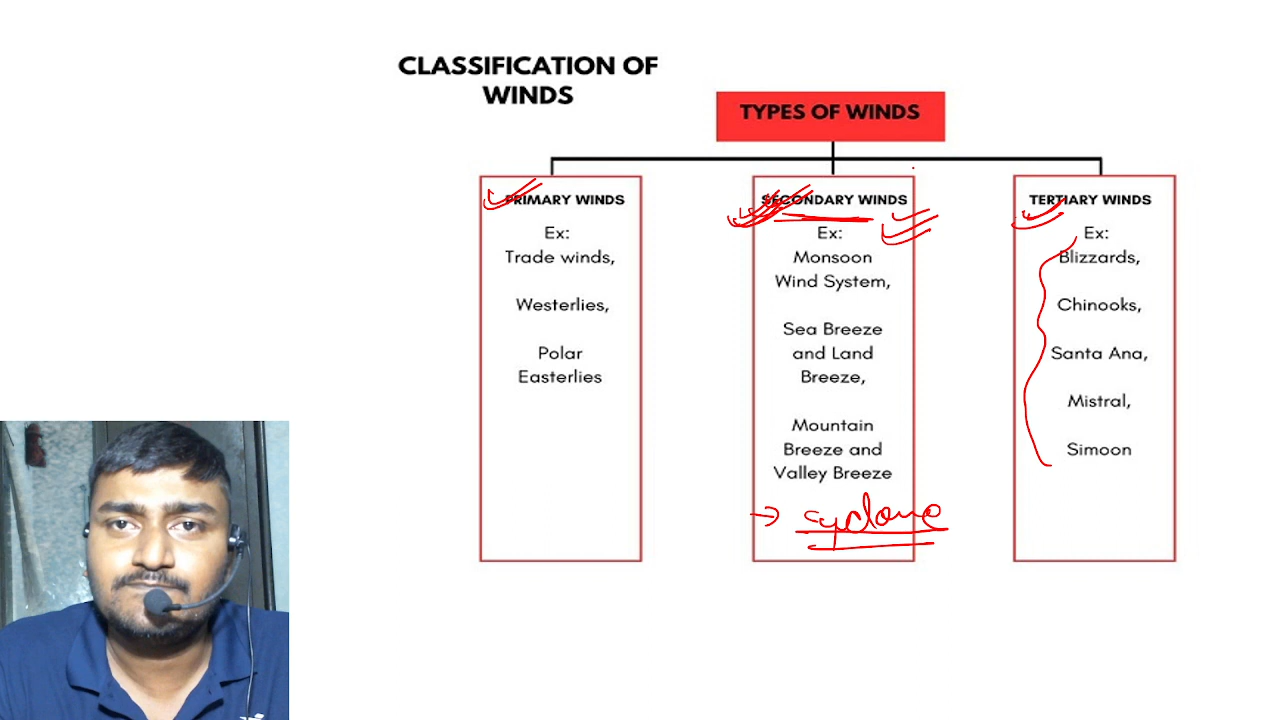 CLASSIFICATION OF
WINDS
TYPES OF WINDS
PRIMARY WINDS
Ex:
Trade winds,
Westerlies,
Polar
Easterlies
SECONDARY WINDS
Ex:
Monsoon
Wind System,
Sea Breeze
and Land
Breeze,
Mountain
Breeze and
Valley Breeze
→ cyclone
TERTIARY WINDS
Ex:
Blizzards,
Chinooks,
Santa Ana,
Mistral,
Simoon